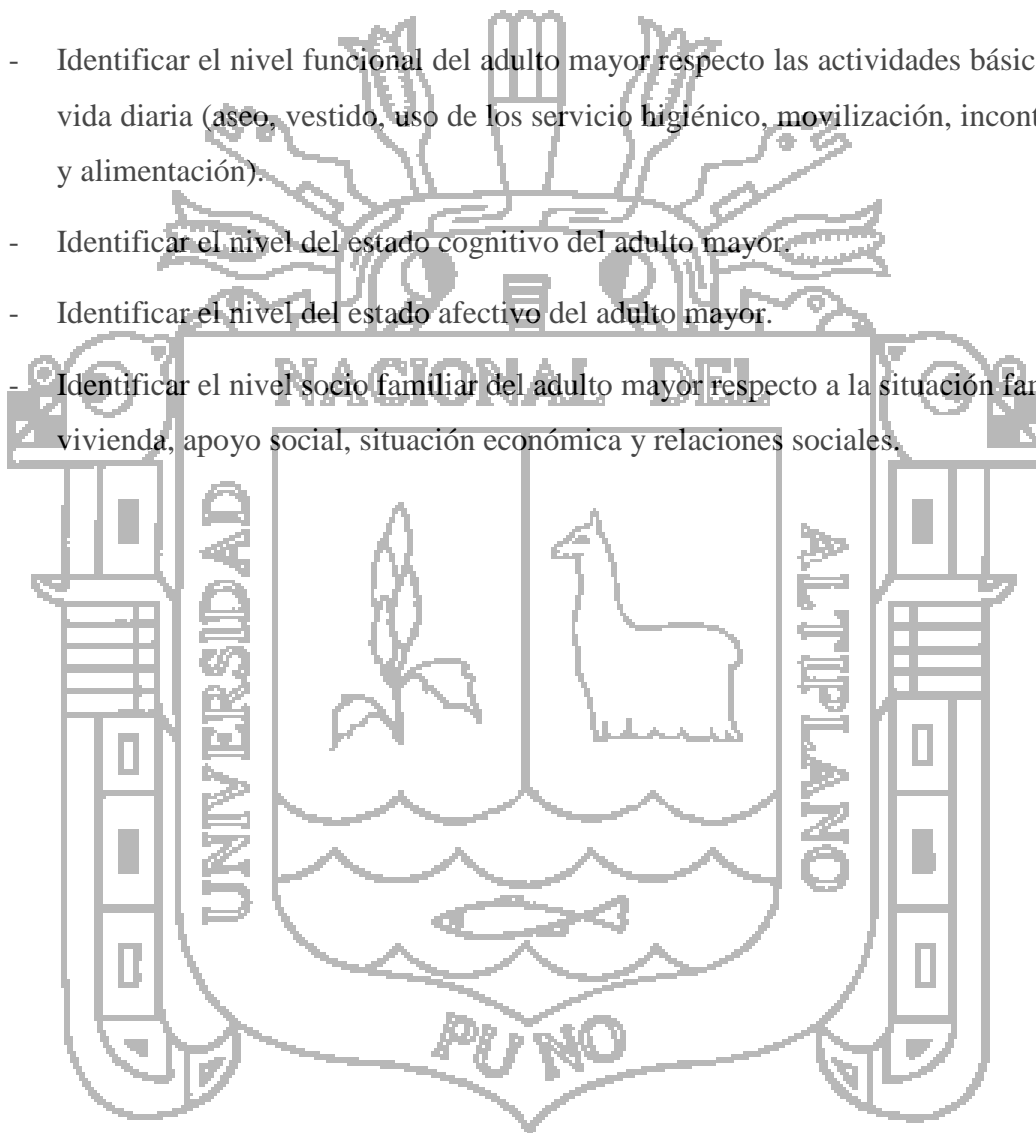 - Identificar el nivel funcional del adulto mayor respecto las actividades básic
vida diaria (aseo, vestido, uso de los servicio higiénico, movilización, incont
y alimentación).
- Identificar el nivel del estado cognitivo del adulto mayor.
- Identificar el nivel del estado afectivo del adulto mayor.
- Identificar el nivel socio familiar del adulto mayor respecto a la situación fam
vivienda, apoyo social, situación económica y relaciones sociales.
UNIVERSIDAD
NACIONAL DEL
ALTIPLANO
PUNO